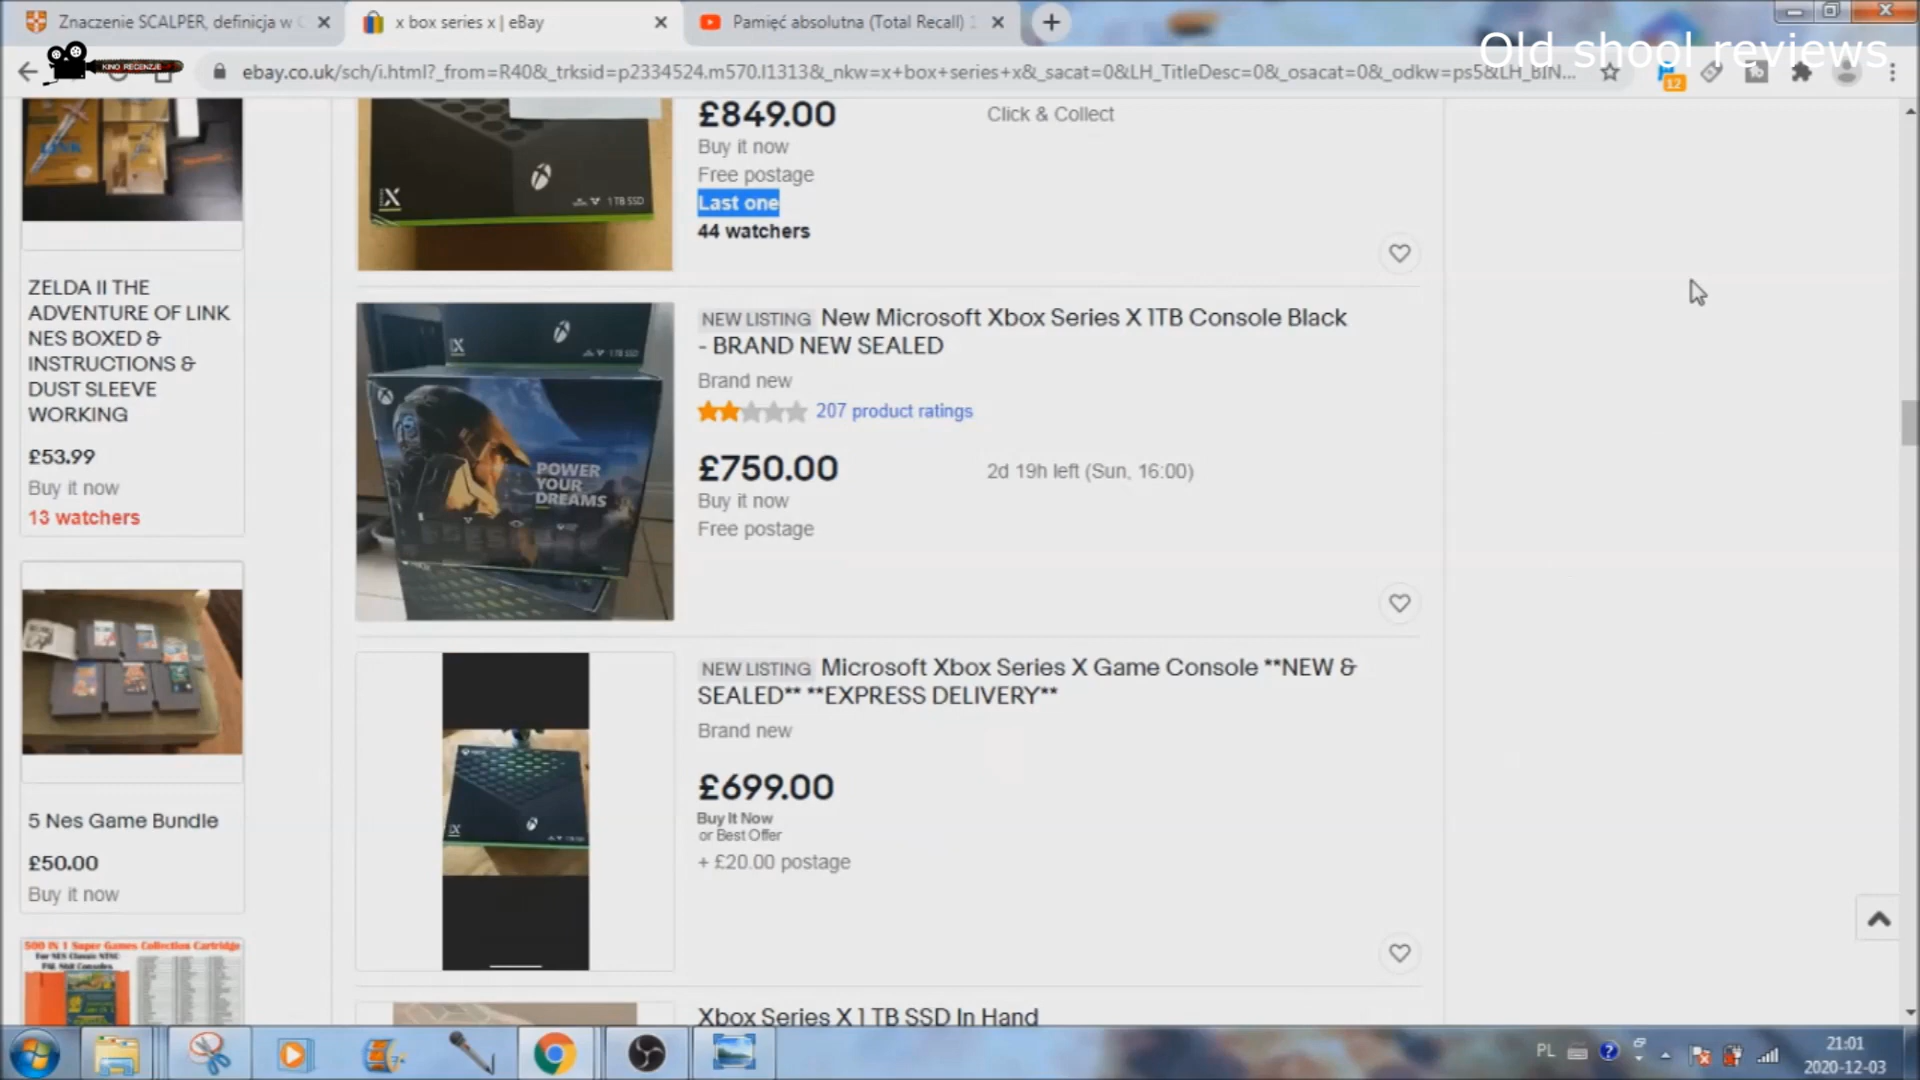 Znaczenie SCALPER, definicja w C
x box series x | eBay
Pamięć absolutna (Total Recall)
Old shool reviews
KINO RECENZJE
ebay.co.uk/sch/i.html?_from=R40&_trksid=p2334524.m570.l1313&_nkw=x+box+series+x&_sacat=0&LH_TitleDesc=0&_osacat=0&_odkw=ps5&LH_BIN...
12
LINK
ZELDA II THE
ADVENTURE OF LINK
NES BOXED &
INSTRUCTIONS &
DUST SLEEVE
WORKING
£53.99
Buy it now
13 watchers
5 Nes Game Bundle
£50.00
Buy it now
500 IN 1 Super Games Collection Cartridge
X
1 TB SSD
£849.00
Click & Collect
Buy it now
Free postage
Last one
44 watchers
POWER
YOUR
DREAMS
NEW LISTING New Microsoft Xbox Series X 1TB Console Black
- BRAND NEW SEALED
Brand new
207 product ratings
£750.00
2d 19h left (Sun, 16:00)
Buy it now
Free postage
NEW LISTING Microsoft Xbox Series X Game Console **NEW &
SEALED** **EXPRESS DELIVERY**
Brand new
£699.00
Buy It Now
or Best Offer
+ £20.00 postage
Xbox Series X 1 TB SSD In Hand
PL
21:01
2020-12-03